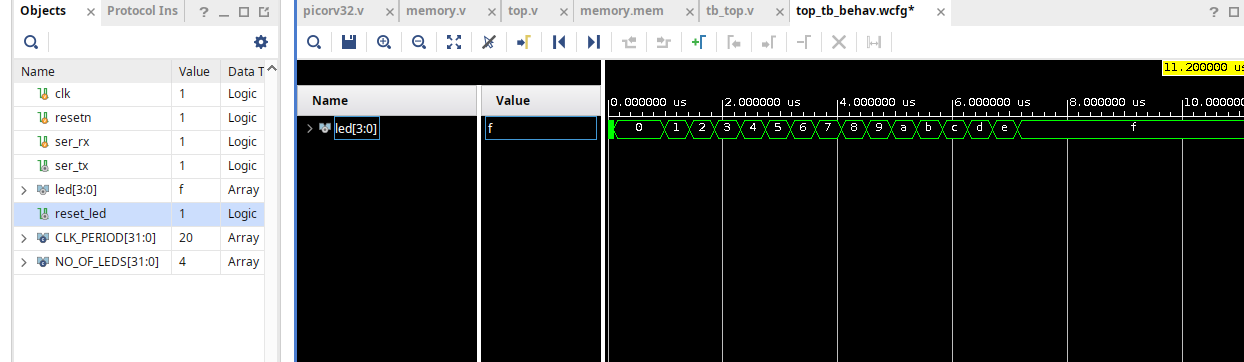 Objects
Protocol Ins
?
Name Value Data T
clk 1 Logic
resetn 1 Logic
ser_rx 1 Logic
ser_tx 1 Logic
led[3:0] f Array
reset_led 1 Logic
CLK_PERIOD[31:0] 20 Array
NO_OF_LEDS[31:0] 4 Array
picorv32.v
memory.v
top.v
memory.mem
tb_top.v
top_tb_behav.wcfg*
?
11.200000 us
Name Value
0.000000 us 2.000000 us 4.000000 us 6.000000 us 8.000000 us 10.000000
led[3:0] f 0 1 2 3 4 5 6 7 8 9 a b c d e f